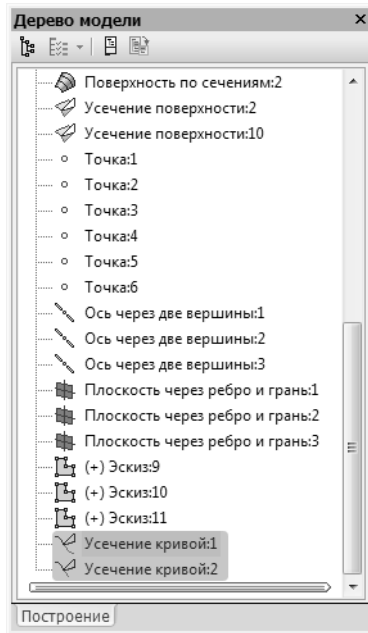 Дерево модели
Поверхность по сечениям:2
Усечение поверхности:2
Усечение поверхности:10
Точка:1
Точка:2
Точка:3
Точка:4
Точка:5
Точка:6
Ось через две вершины:1
Ось через две вершины:2
Ось через две вершины:3
Плоскость через ребро и грань:1
Плоскость через ребро и грань:2
Плоскость через ребро и грань:3
(+) Эскиз:9
(+) Эскиз:10
(+) Эскиз:11
Усечение кривой:1
Усечение кривой:2
Построение